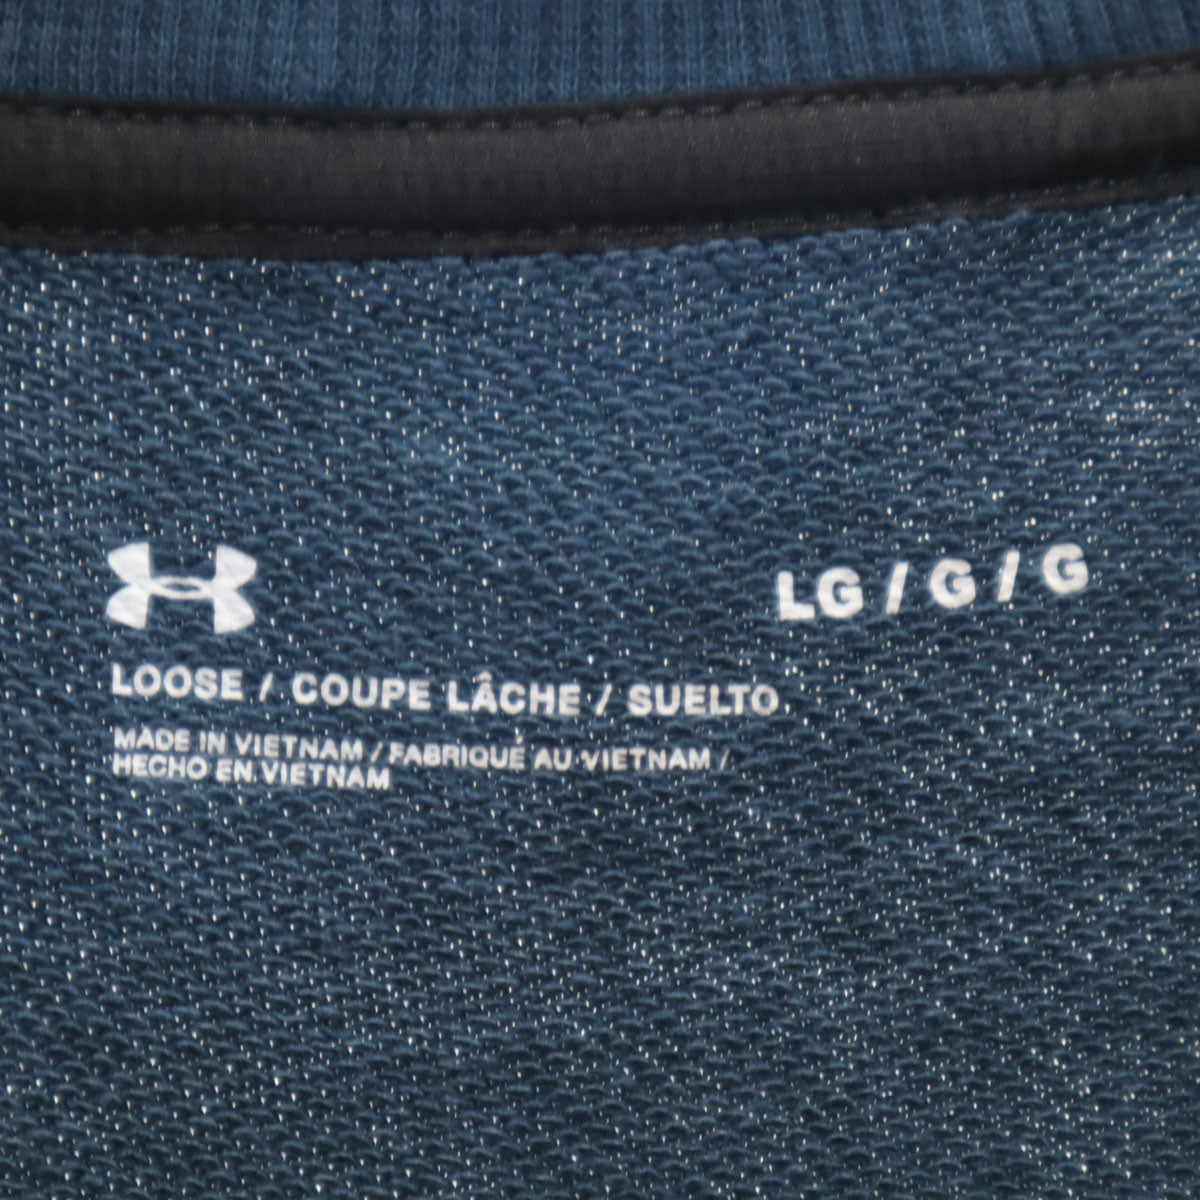 LG / G / G
LOOSE / COUPE LÂCHE / SUELTO
MADE IN VIETNAM / FABRIQUÉ AU VIETNAM /
HECHO EN VIETNAM